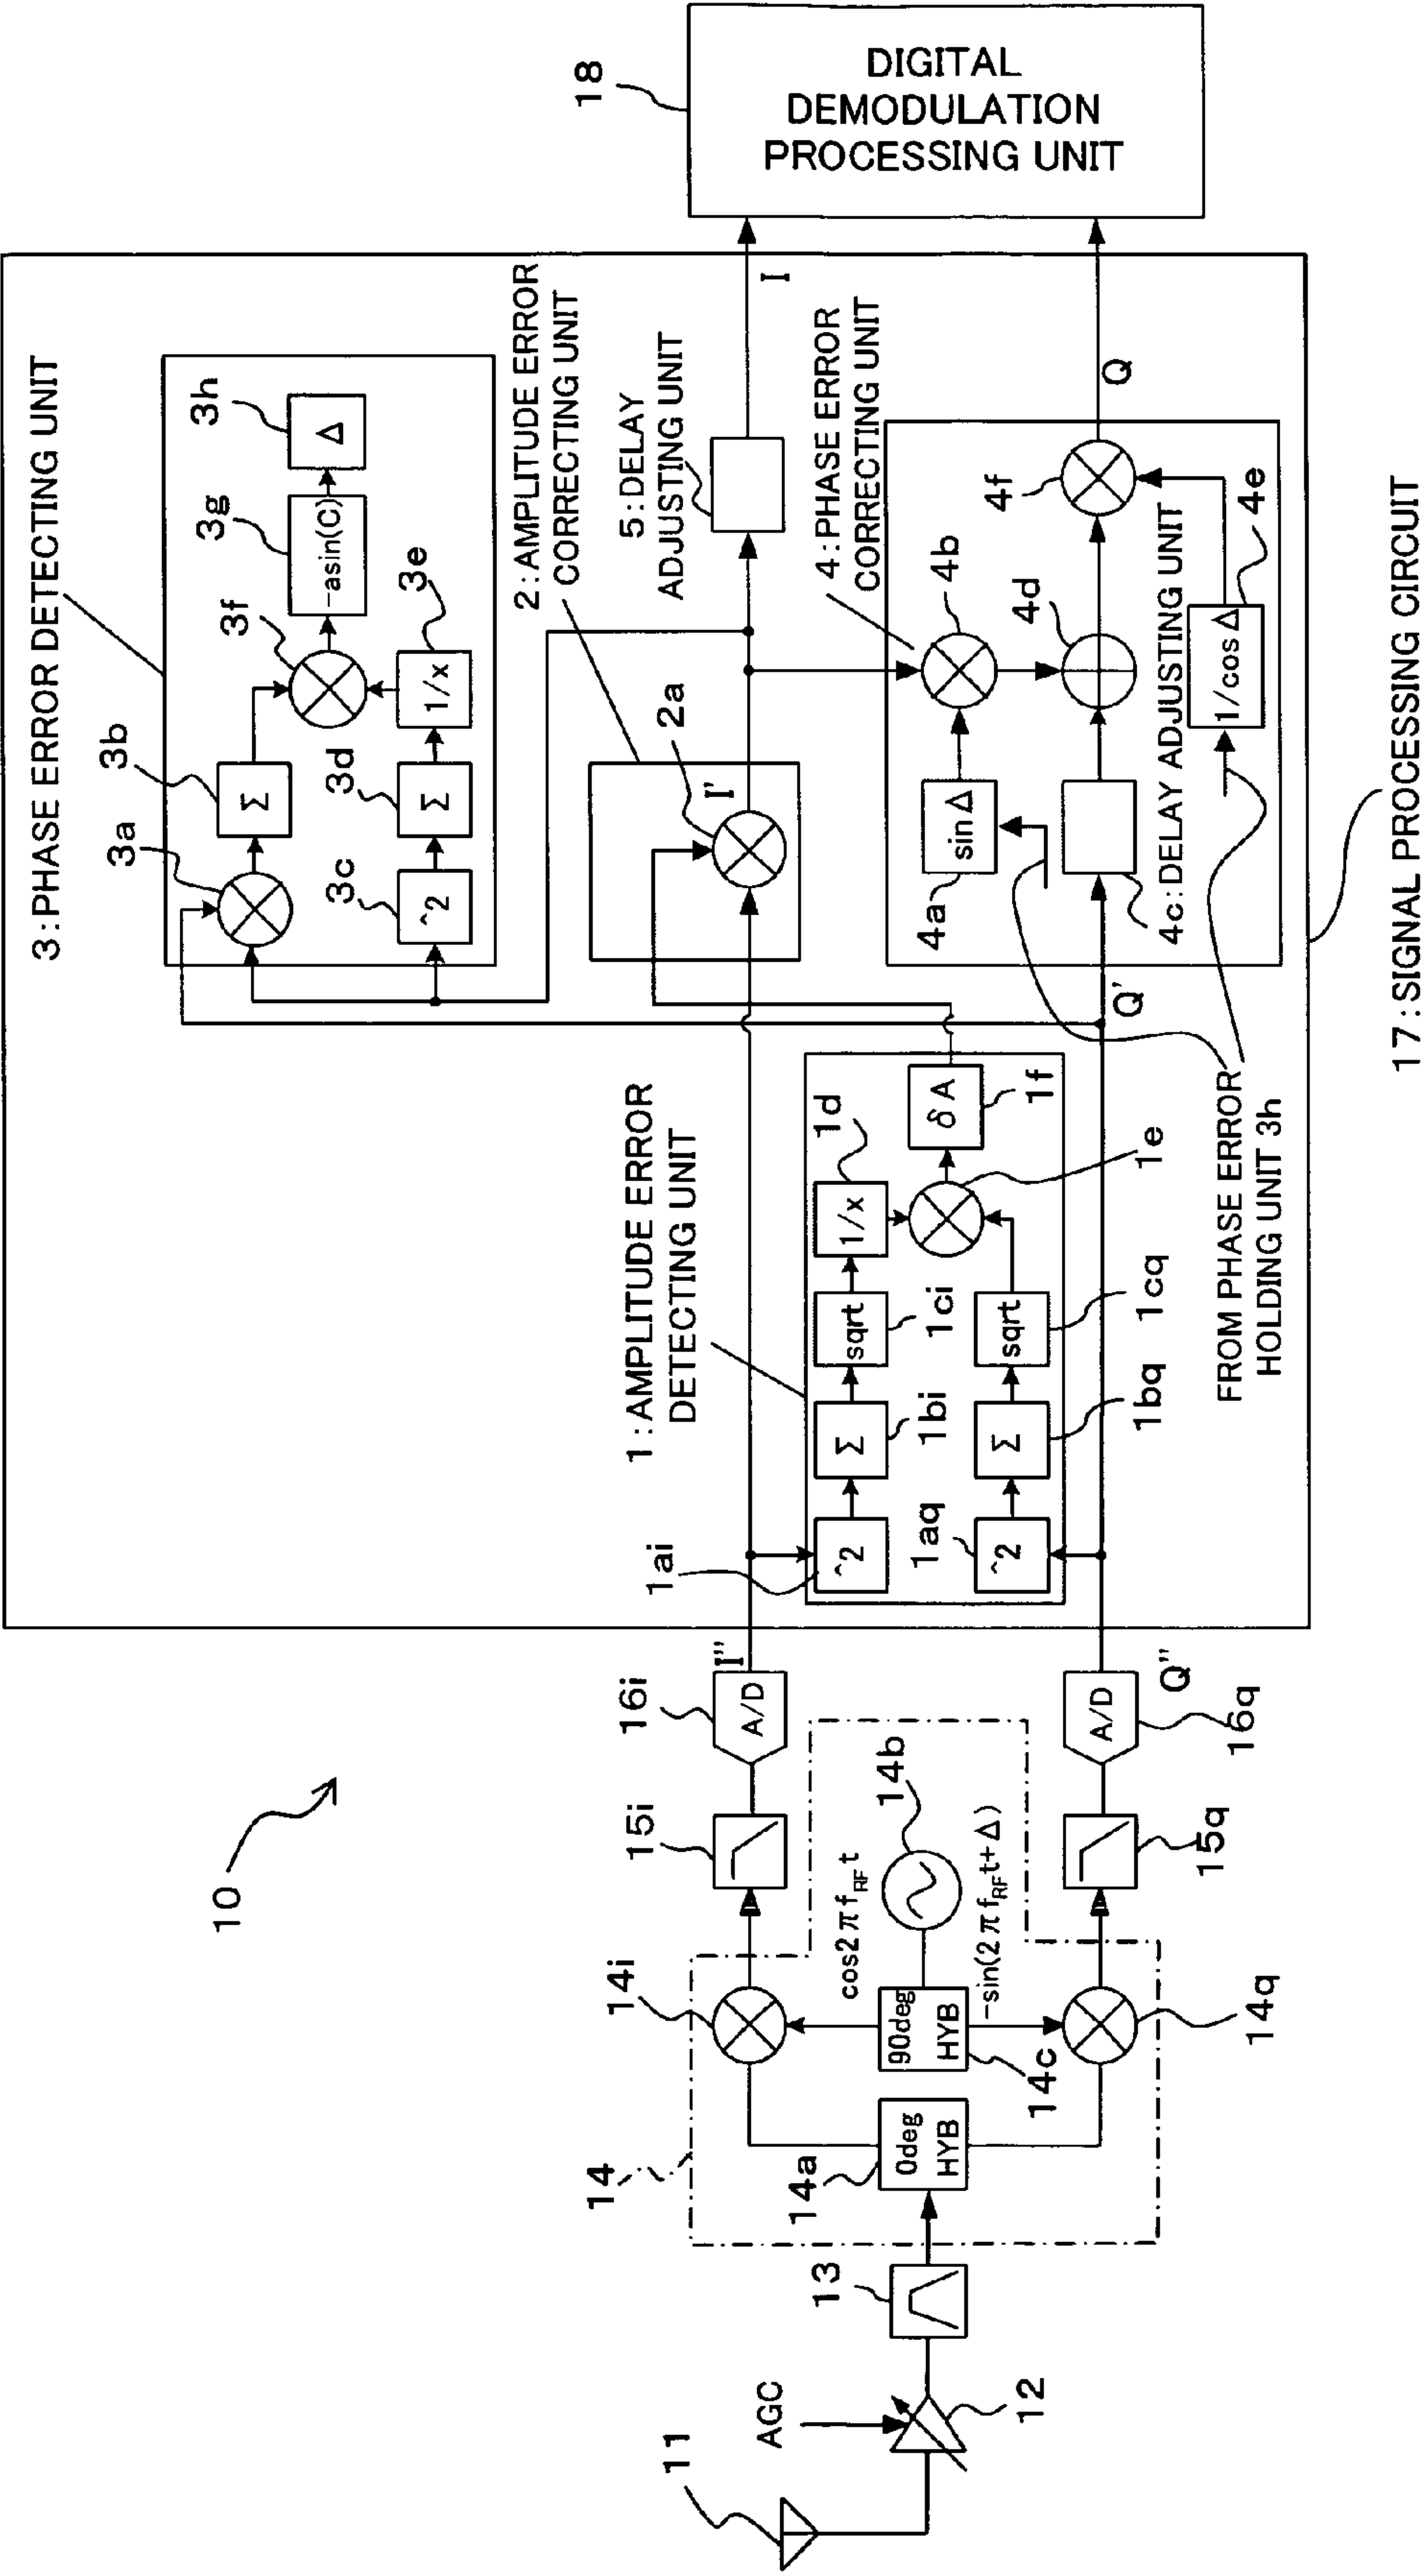 18
DIGITAL
DEMODULATION
PROCESSING UNIT
3:PHASE ERROR DETECTING UNIT
3a
3b
Σ
3c
^2
3d
Σ
3e
1/x
3f
3g
-asin(C)
3h
Δ
2:AMPLITUDE ERROR
CORRECTING UNIT
2a
I'
5:DELAY
ADJUSTING UNIT
I
4:PHASE ERROR
CORRECTING UNIT
4a
sinΔ
4b
4c:DELAY ADJUSTING UNIT
4d
4e
1/cosΔ
4f
Q
Q'
FROM PHASE ERROR
HOLDING UNIT 3h
17:SIGNAL PROCESSING CIRCUIT
1:AMPLITUDE ERROR
DETECTING UNIT
1ai
^2
1bi
Σ
1ci
sqrt
1d
1/x
1e
1f
δA
1aq
^2
1bq
Σ
1cq
sqrt
I''
Q''
16i
A/D
16q
A/D
15i
15q
10
14
14i
14b
cos2πfRFt
-sin(2πfRFt+Δ)
90deg
HYB
14c
0deg
HYB
14a
14q
13
AGC
12
11